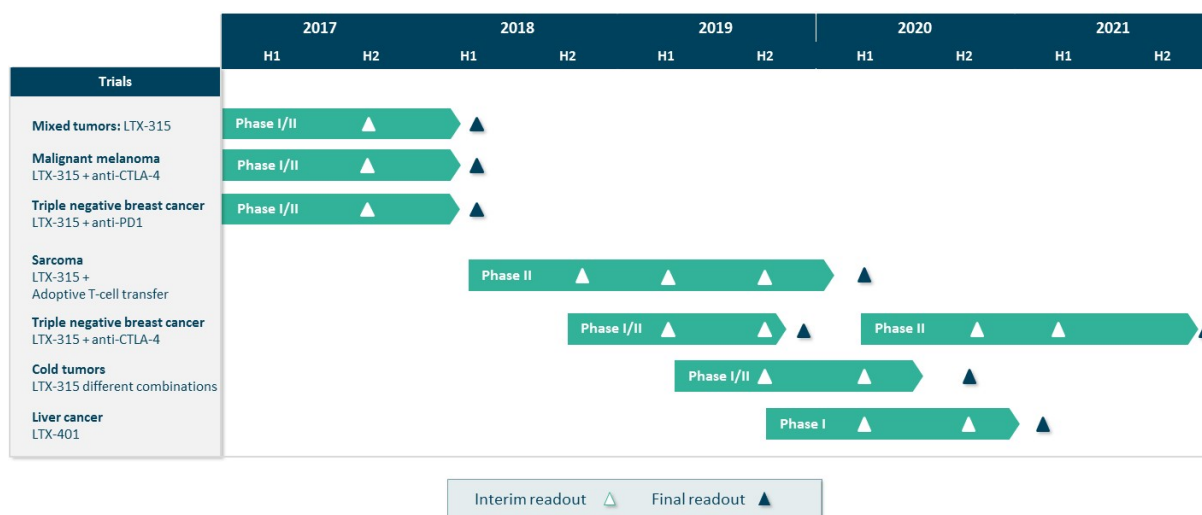 2017 2018 2019 2020 2021
H1 H2 H1 H2 H1 H2 H1 H2 H1 H2
Trials
Mixed tumors: LTX-315 Phase I/II
Malignant melanoma
LTX-315 + anti-CTLA-4 Phase I/II
Triple negative breast cancer
LTX-315 + anti-PD1 Phase I/II
Sarcoma
LTX-315 + Phase II
Adoptive T-cell transfer
Triple negative breast cancer
LTX-315 + anti-CTLA-4 Phase I/II Phase II
Cold tumors
LTX-315 different combinations Phase I/II
Liver cancer
LTX-401 Phase I
Interim readout Final readout